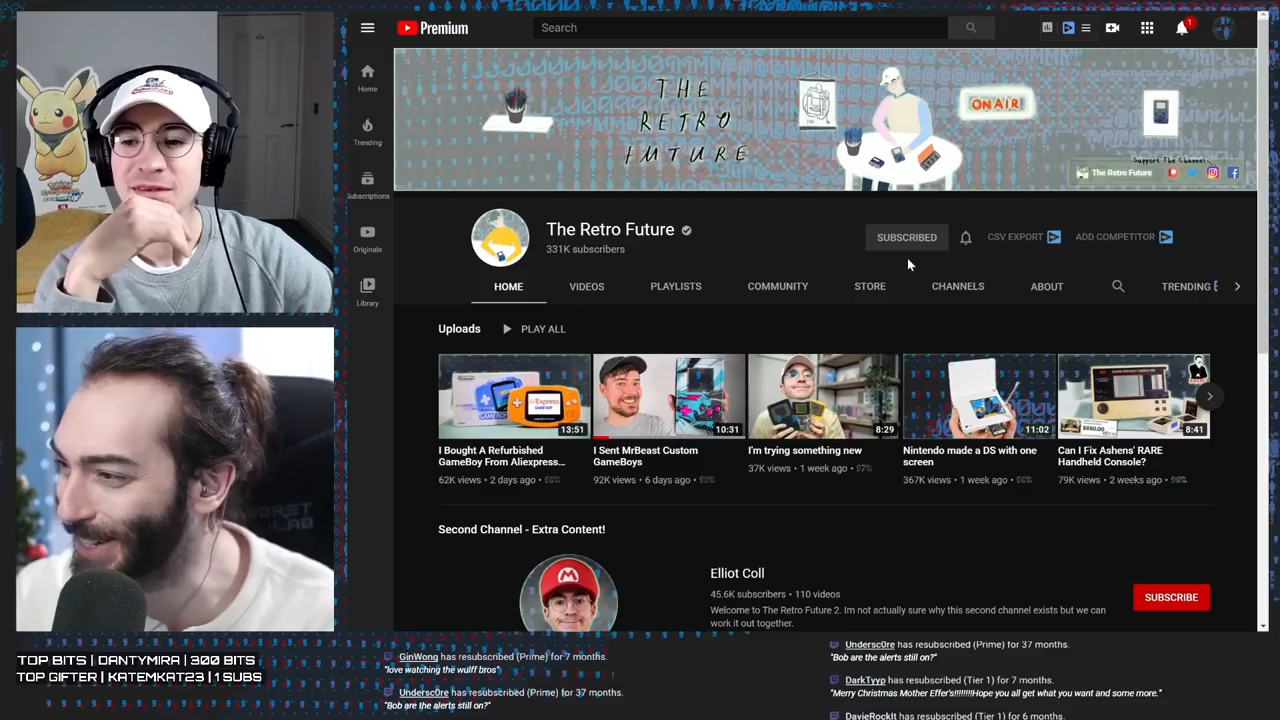 Premium
Search
1
Home
Trending
Subscriptions
Originals
Library
THE
RETRO
FUTURE
ON AIR
Support The Channel
The Retro Future
The Retro Future
331K subscribers
SUBSCRIBED
CSV EXPORT
ADD COMPETITOR
HOME
VIDEOS
PLAYLISTS
COMMUNITY
STORE
CHANNELS
ABOUT
TRENDING
Uploads
PLAY ALL
13:51
10:31
8:29
11:02
8:41
I Bought A Refurbished
GameBoy From Aliexpress...
62K views • 2 days ago •
I Sent MrBeast Custom
GameBoys
92K views • 6 days ago •
I'm trying something new
37K views • 1 week ago •
Nintendo made a DS with one
screen
367K views • 1 week ago •
Can I Fix Ashens' RARE
Handheld Console?
79K views • 2 weeks ago •
Second Channel - Extra Content!
Elliot Coll
45.6K subscribers • 110 videos
Welcome to The Retro Future 2. Im not actually sure why this second channel exists but we can
work it out together.
SUBSCRIBE
TOP BITS | DANTYMIRA | 300 BITS
TOP GIFTER | KATEMKAT23 | 1 SUBS
GinWong has resubscribed (Prime) for 7 months.
"love watching the wulff bros"
Undersc0re has resubscribed (Prime) for 37 months.
"Bob are the alerts still on?"
Undersc0re has resubscribed (Prime) for 37 months.
"Bob are the alerts still on?"
DarkTyyp has resubscribed (Tier 1) for 7 months.
"Merry Christmas Mother Effer's!!!!!!!!Hope you all get what you want and some more."
DavieRockIt has resubscribed (Tier 1) for 6 months.